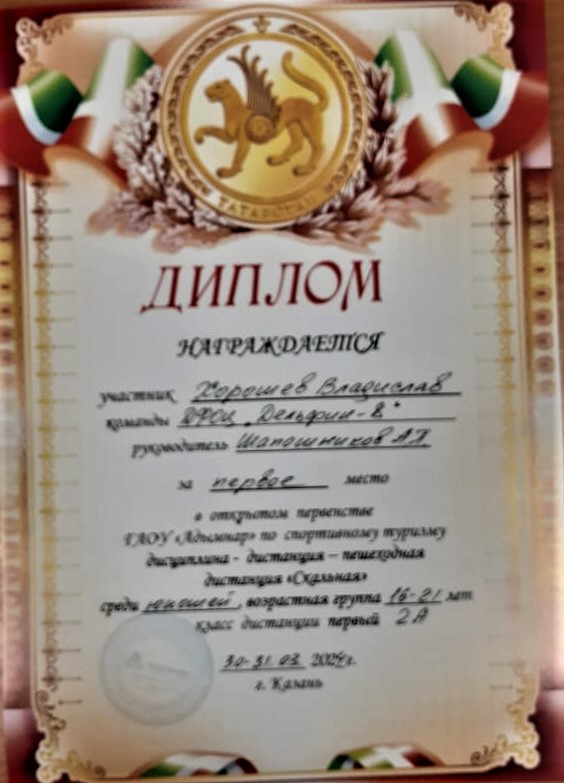 ТАТАРСТАН
ДИПЛОМ
НАГРАЖДАЕТСЯ
участник Хорошев Владислав
команды ДРОЦ „Дельфин-В"
руководитель Шапошников А.П.
за первое место
в открытом первенстве
ГАОУ «Адымнар» по спортивному туризму
дисциплина - дистанция – пешеходная
дистанция «Скальная»
среди юношей, возрастная группа 16-21 лет
класс дистанции первый 2А
30-31.03. 2024г.
г. Казань